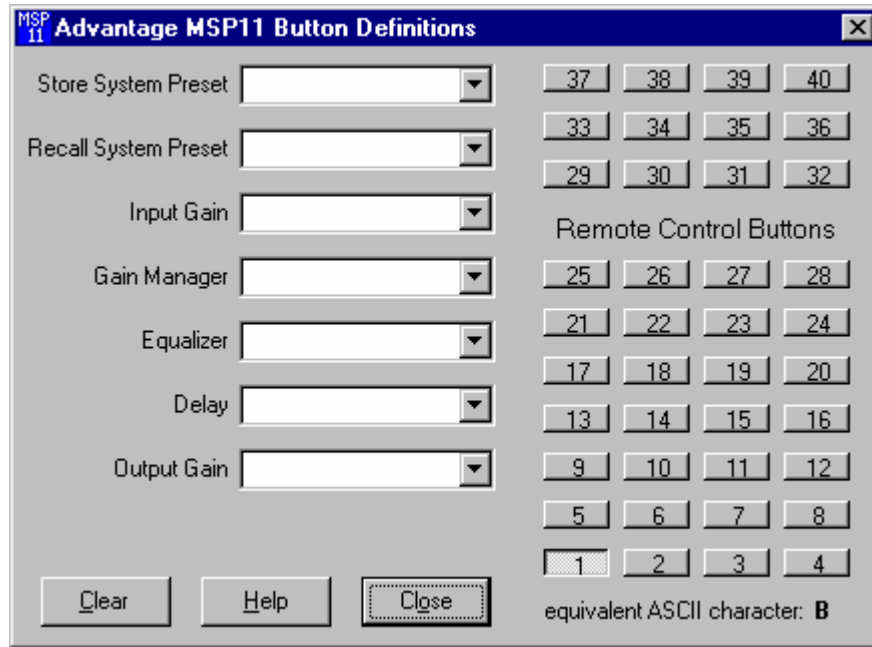 MSP 11 Advantage MSP11 Button Definitions
Store System Preset
Recall System Preset
Input Gain
Gain Manager
Equalizer
Delay
Output Gain
Clear Help Close
37 38 39 40
33 34 35 36
29 30 31 32
Remote Control Buttons
25 26 27 28
21 22 23 24
17 18 19 20
13 14 15 16
9 10 11 12
5 6 7 8
1 2 3 4
equivalent ASCII character: B